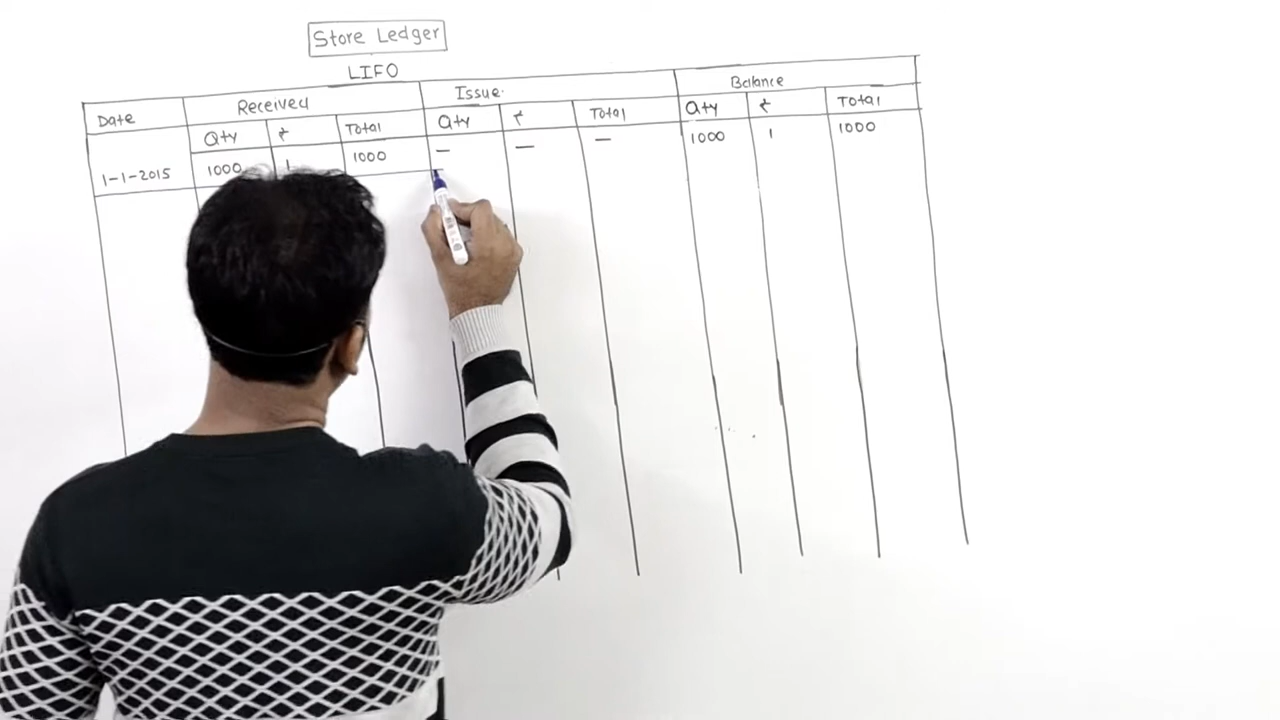 Store Ledger
LIFO
Date Received Issue Balance
Qty ₹ Total Qty ₹ Total Qty ₹ Total
1-1-2015 1000 1 1000 — — — 1000 1 1000